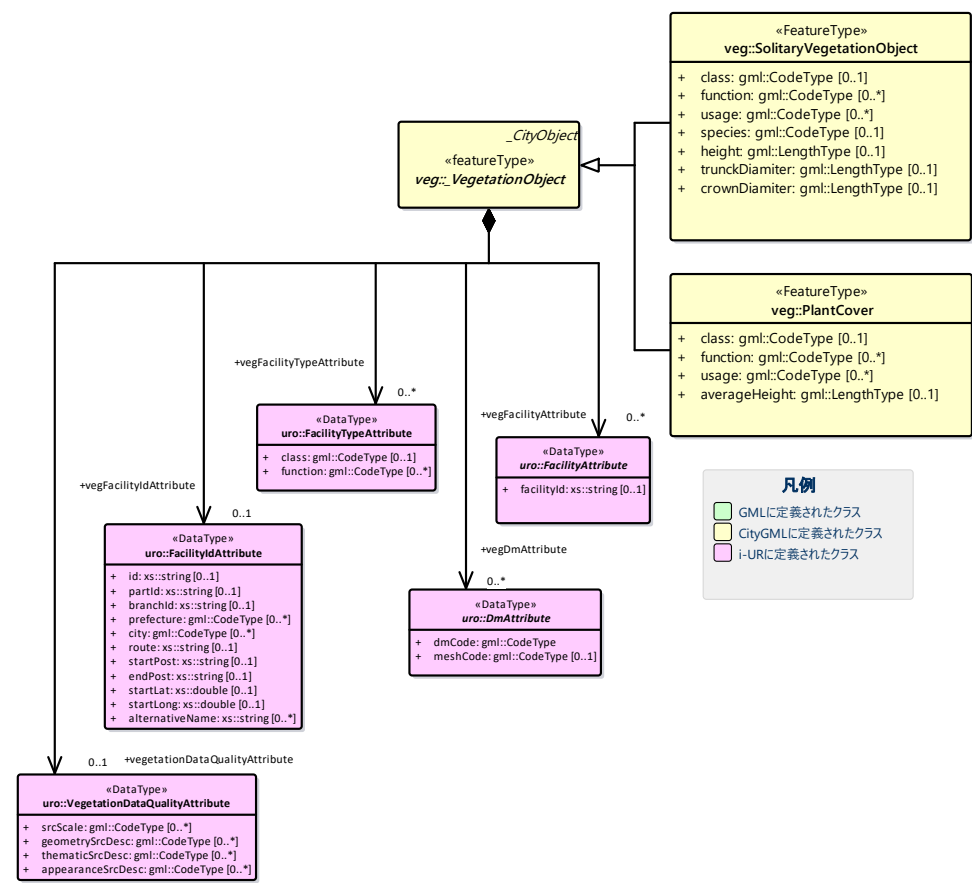 «FeatureType»
veg::SolitaryVegetationObject
+ class: gml::CodeType [0..1]
+ function: gml::CodeType [0..*]
+ usage: gml::CodeType [0..*]
+ species: gml::CodeType [0..1]
+ height: gml::LengthType [0..1]
+ trunckDiamiter: gml::LengthType [0..1]
+ crownDiamiter: gml::LengthType [0..1]
_CityObject
«featureType»
veg::_VegetationObject
«FeatureType»
veg::PlantCover
+ class: gml::CodeType [0..1]
+ function: gml::CodeType [0..*]
+ usage: gml::CodeType [0..*]
+ averageHeight: gml::LengthType [0..1]
+vegFacilityTypeAttribute
0..*
«DataType»
uro::FacilityTypeAttribute
+ class: gml::CodeType [0..1]
+ function: gml::CodeType [0..*]
+vegFacilityAttribute
0..*
«DataType»
uro::FacilityAttribute
+ facilityId: xs::string [0..1]
凡例
GMLに定義されたクラス
CityGMLに定義されたクラス
i-URに定義されたクラス
+vegFacilityIdAttribute
0..1
«DataType»
uro::FacilityIdAttribute
+ id: xs::string [0..1]
+ partId: xs::string [0..1]
+ branchId: xs::string [0..1]
+ prefecture: gml::CodeType [0..*]
+ city: gml::CodeType [0..*]
+ route: xs::string [0..1]
+ startPost: xs::string [0..1]
+ endPost: xs::string [0..1]
+ startLat: xs::double [0..1]
+ startLong: xs::double [0..1]
+ alternativeName: xs::string [0..*]
+vegDmAttribute
0..*
«DataType»
uro::DmAttribute
+ dmCode: gml::CodeType
+ meshCode: gml::CodeType [0..1]
0..1 +vegetationDataQualityAttribute
«DataType»
uro::VegetationDataQualityAttribute
+ srcScale: gml::CodeType [0..*]
+ geometrySrcDesc: gml::CodeType [0..*]
+ thematicSrcDesc: gml::CodeType [0..*]
+ appearanceSrcDesc: gml::CodeType [0..*]